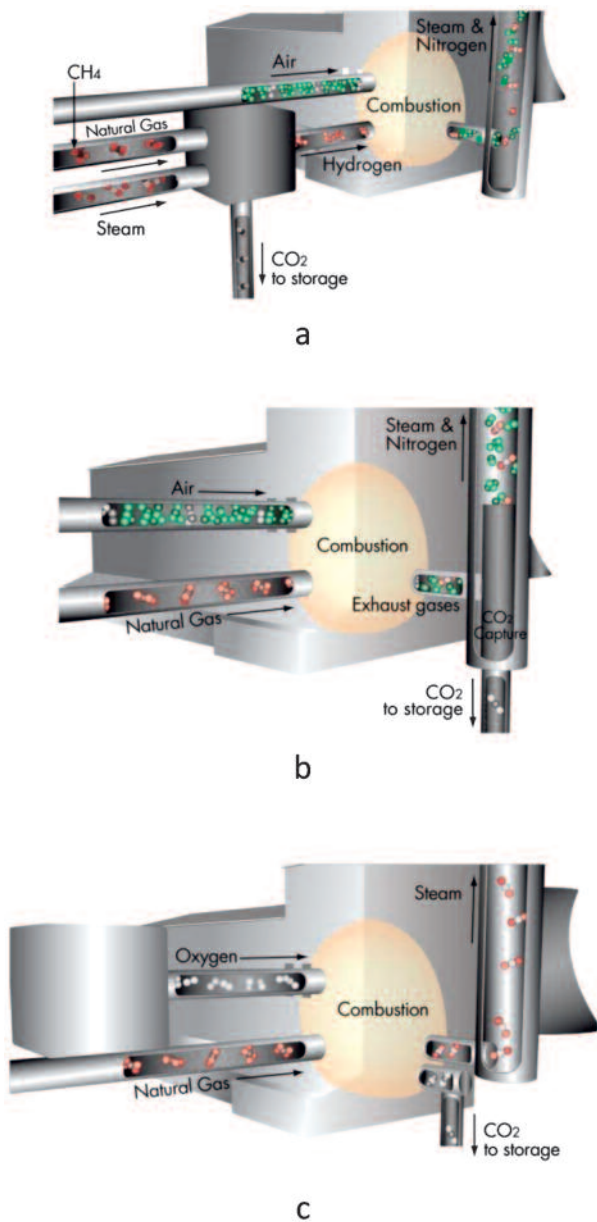 Steam
& Nitrogen
Air
CH4
Combustion
Natural Gas
Hydrogen
Steam
CO2
to storage
a
Steam &
Nitrogen
Air
Combustion
Exhaust gases
Natural Gas
CO2
Capture
CO2
to storage
b
Steam
Oxygen
Combustion
Natural Gas
CO2
to storage
c